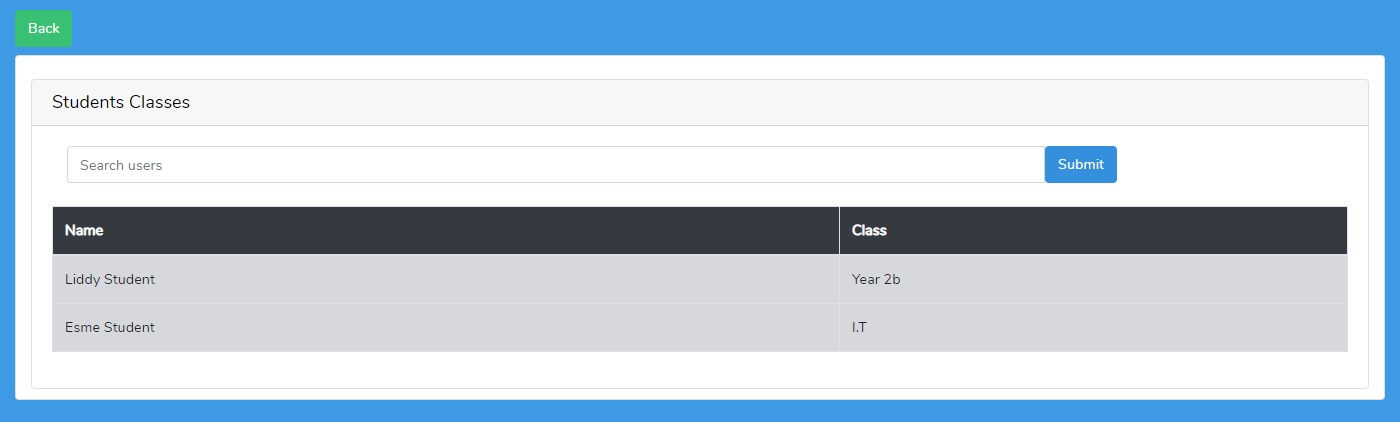 Back
Students Classes
Search users Submit
Name Class
Liddy Student Year 2b
Esme Student I.T